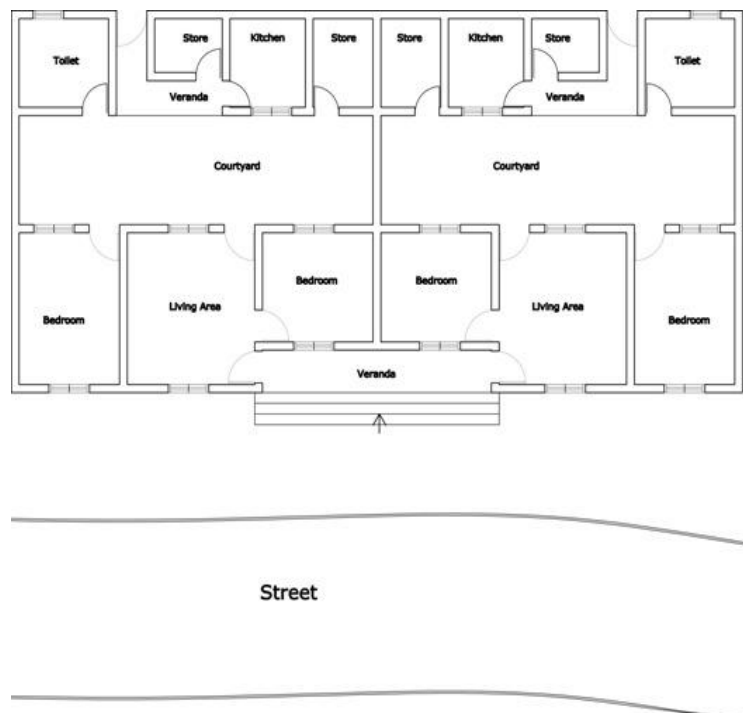 Store
Kitchen
Store
Store
Kitchen
Store
Toilet
Toilet
Veranda
Veranda
Courtyard
Courtyard
Bedroom
Bedroom
Living Area
Living Area
Bedroom
Bedroom
Veranda
Street